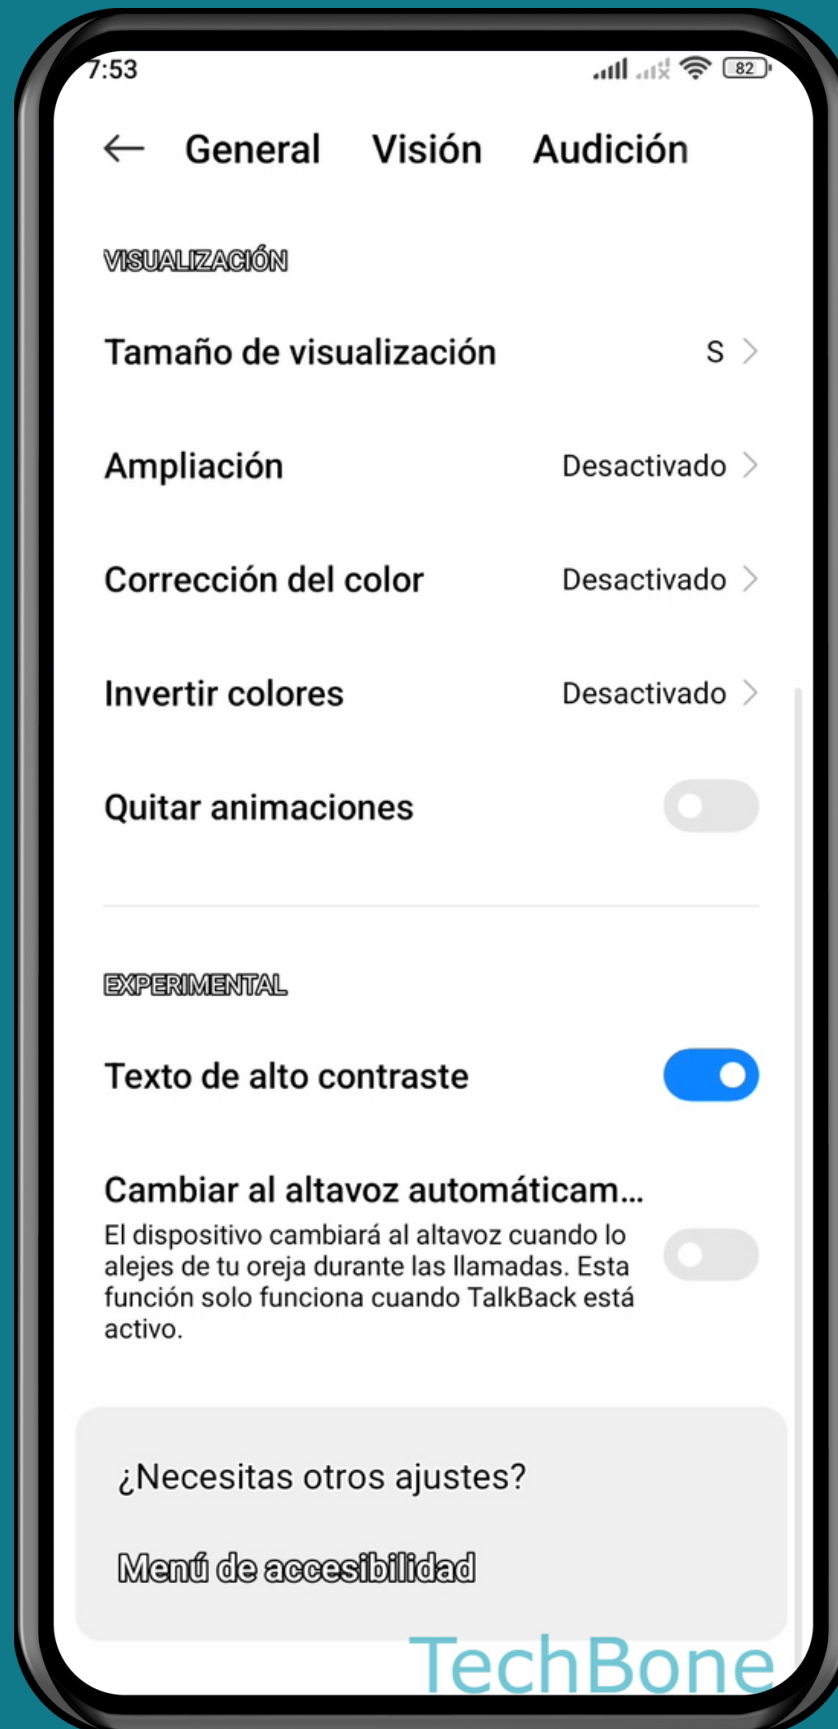 7:53
82
General Visión Audición
VISUALIZACIÓN
Tamaño de visualización S
Ampliación Desactivado
Corrección del color Desactivado
Invertir colores Desactivado
Quitar animaciones
EXPERIMENTAL
Texto de alto contraste
Cambiar al altavoz automáticam...
El dispositivo cambiará al altavoz cuando lo
alejes de tu oreja durante las llamadas. Esta
función solo funciona cuando TalkBack está
activo.
¿Necesitas otros ajustes?
Menú de accesibilidad
TechBone